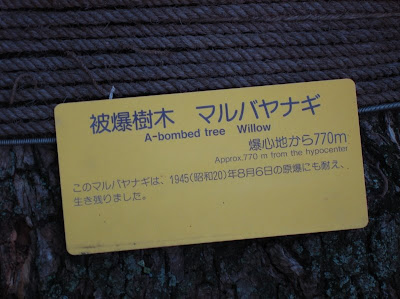 被爆樹木　マルバヤナギ
A-bombed tree Willow
爆心地から770m
Approx.770 m from the hypocenter
このマルバヤナギは、1945(昭和20)年8月6日の原爆にも耐え、
生き残りました。